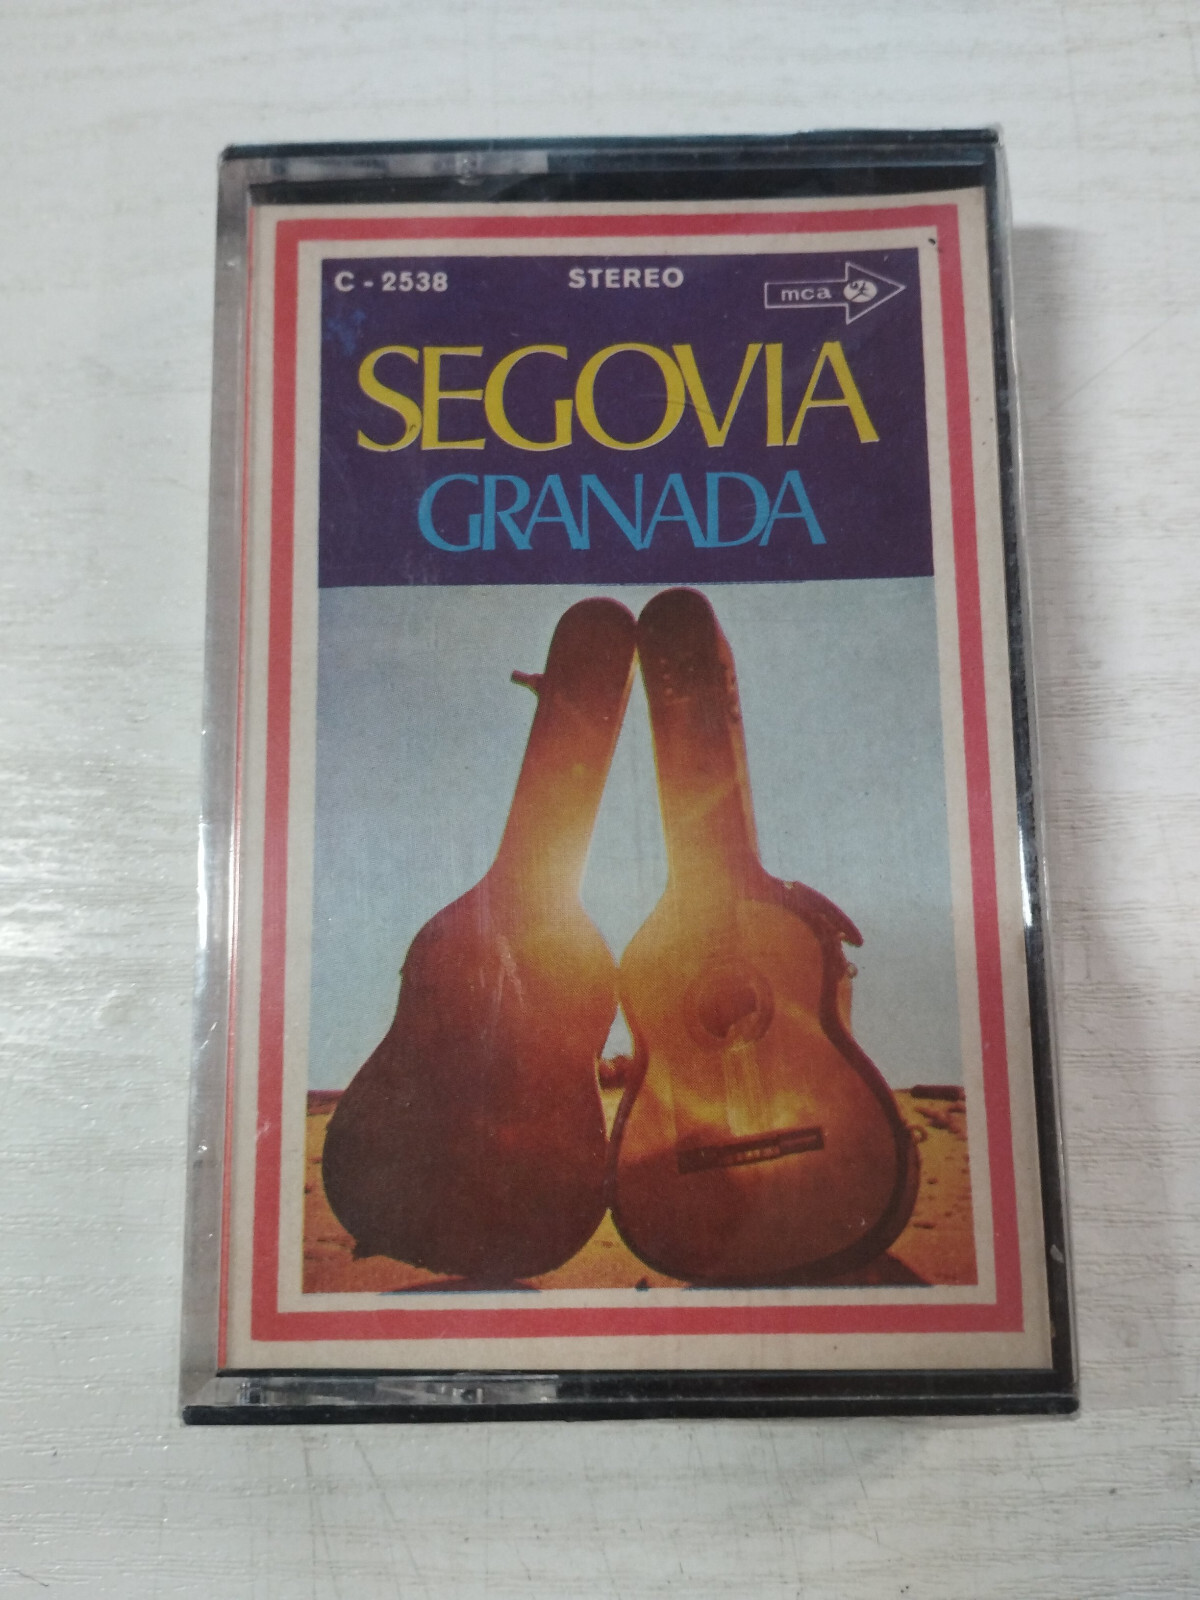 C - 2538 STEREO mca
SEGOVIA
GRANADA